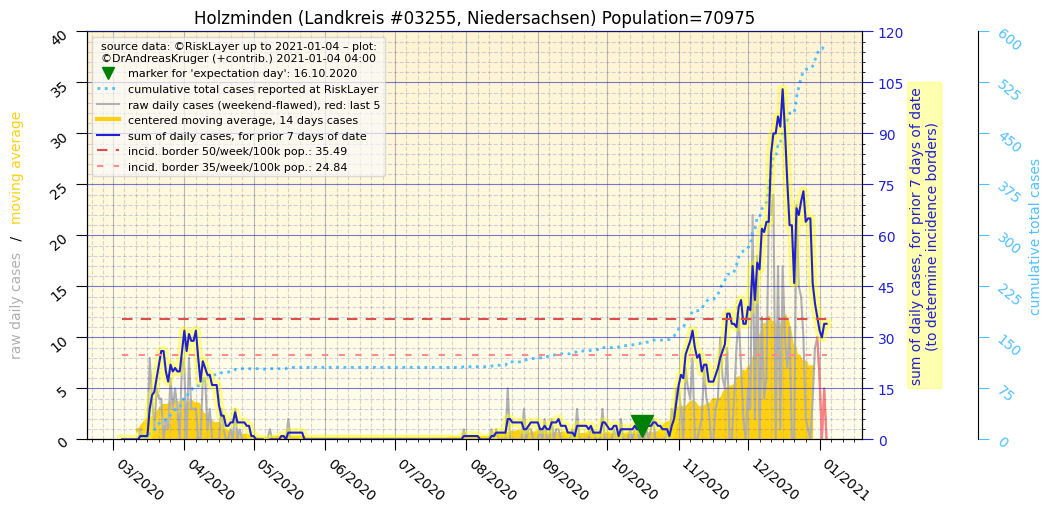 Holzminden (Landkreis #03255, Niedersachsen) Population=70975
source data: ©RiskLayer up to 2021-01-04 – plot:
©DrAndreasKruger (+contrib.) 2021-01-04 04:00
marker for 'expectation day': 16.10.2020
cumulative total cases reported at RiskLayer
raw daily cases (weekend-flawed), red: last 5
centered moving average, 14 days cases
sum of daily cases, for prior 7 days of date
incid. border 50/week/100k pop.: 35.49
incid. border 35/week/100k pop.: 24.84
raw daily cases / moving average
40
35
30
25
20
15
10
5
0
03/2020
04/2020
05/2020
06/2020
07/2020
08/2020
09/2020
10/2020
11/2020
12/2020
01/2021
120
105
90
75
60
45
30
15
0
sum of daily cases, for prior 7 days of date
(to determine incidence borders)
600
525
450
375
300
225
150
75
0
cumulative total cases